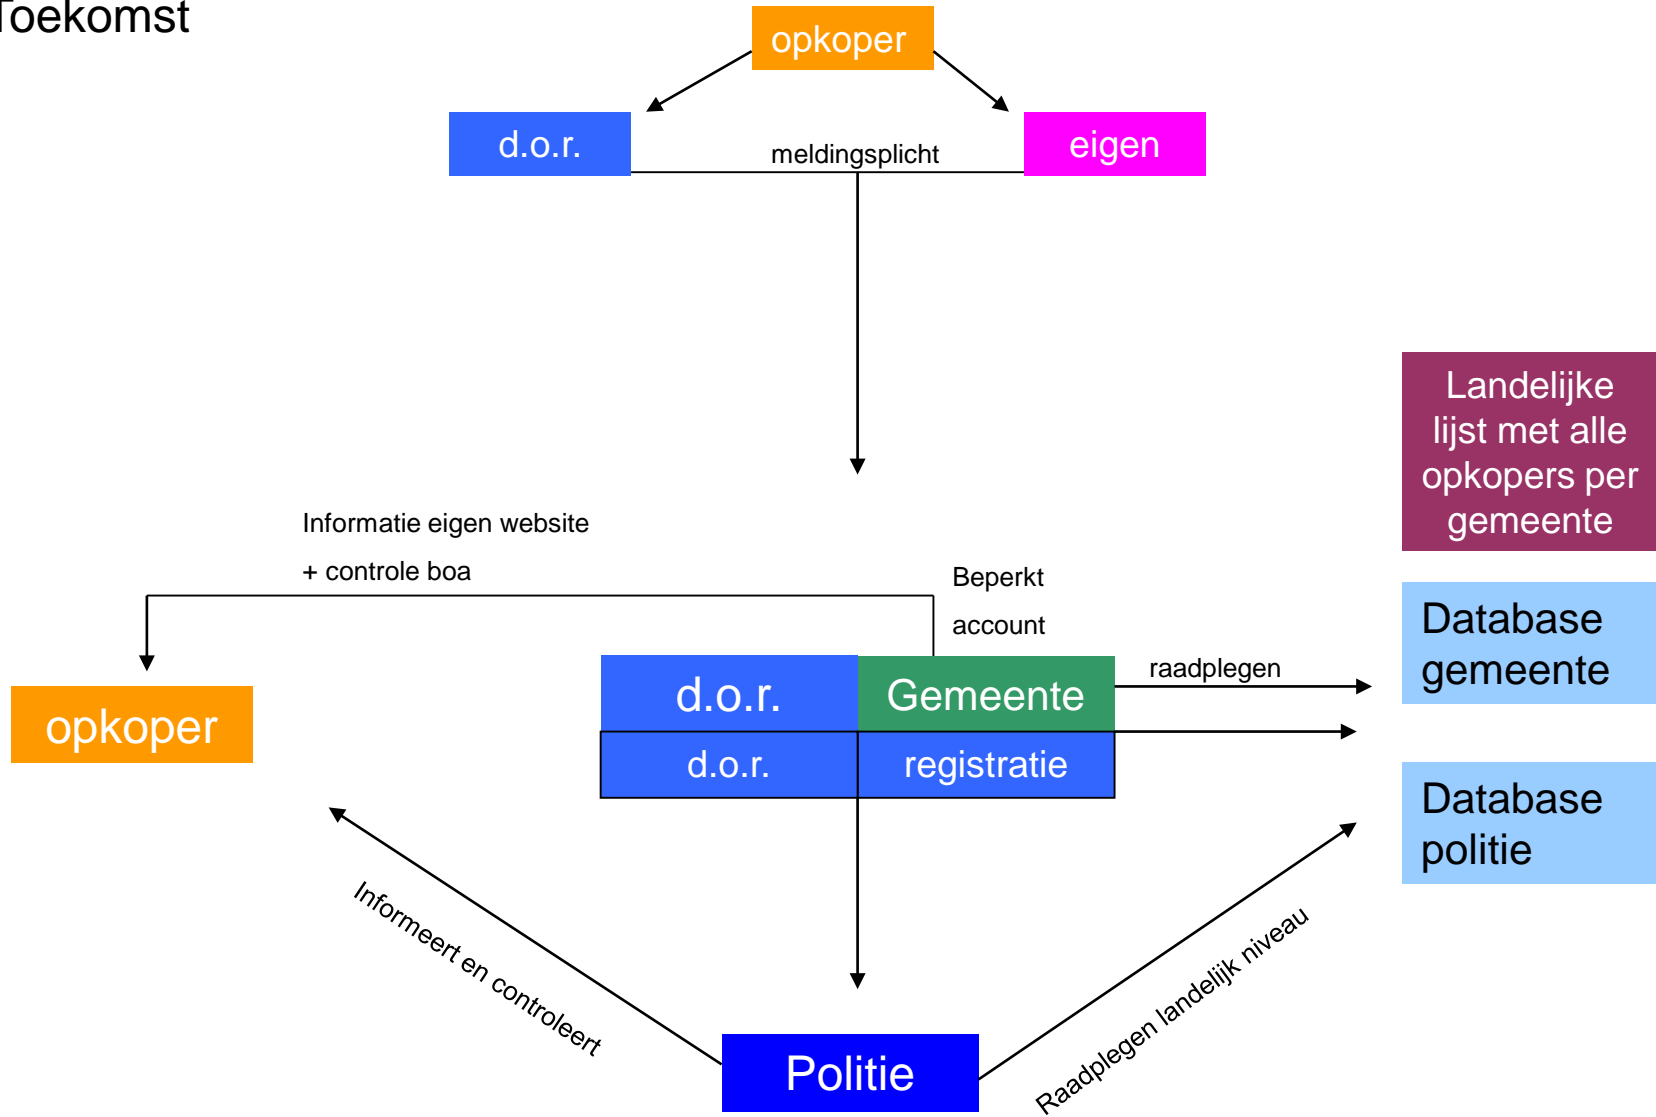 Toekomst
opkoper
d.o.r.
meldingsplicht
eigen
Landelijke
lijst met alle
opkopers per
gemeente
Informatie eigen website
+ controle boa
Beperkt
account
Database
gemeente
d.o.r.
Gemeente
raadplegen
opkoper
d.o.r.
registratie
Database
politie
Informeert en controleert
Raadplegen landelijk niveau
Politie